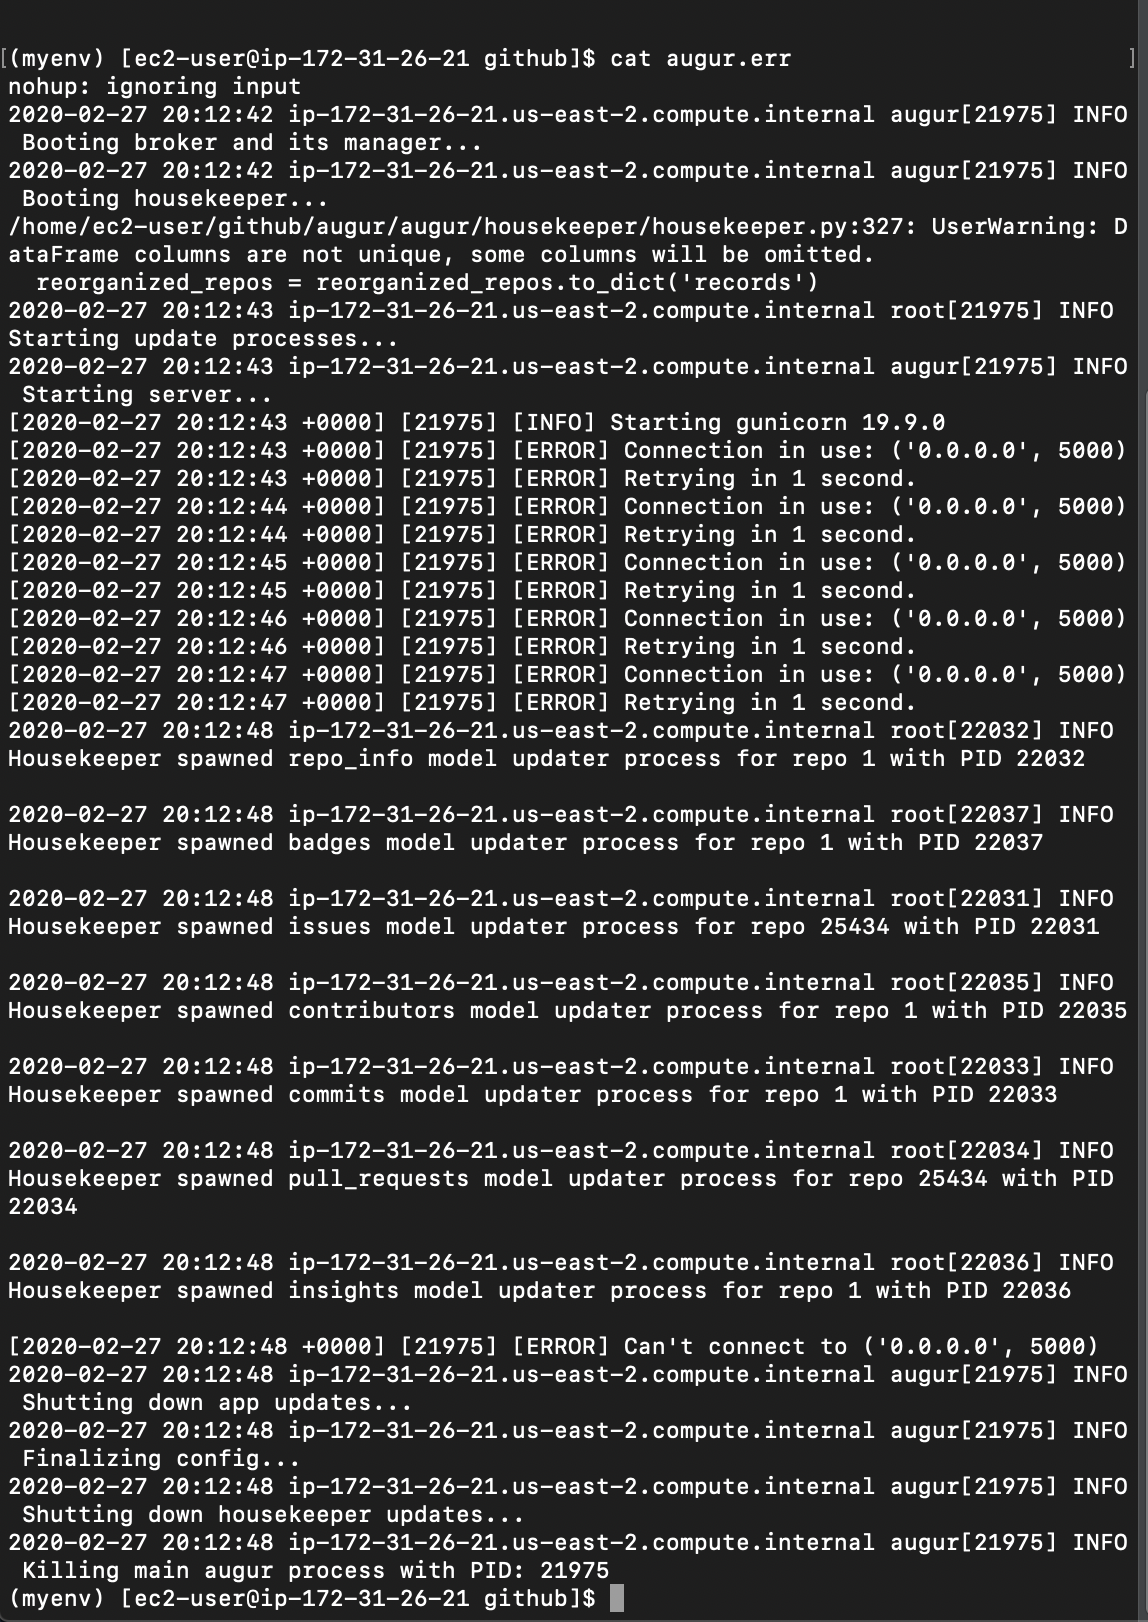 [(myenv) [ec2-user@ip-172-31-26-21 github]$ cat augur.err ]
nohup: ignoring input
2020-02-27 20:12:42 ip-172-31-26-21.us-east-2.compute.internal augur[21975] INFO
 Booting broker and its manager...
2020-02-27 20:12:42 ip-172-31-26-21.us-east-2.compute.internal augur[21975] INFO
 Booting housekeeper...
/home/ec2-user/github/augur/augur/housekeeper/housekeeper.py:327: UserWarning: D
ataFrame columns are not unique, some columns will be omitted.
  reorganized_repos = reorganized_repos.to_dict('records')
2020-02-27 20:12:43 ip-172-31-26-21.us-east-2.compute.internal root[21975] INFO
Starting update processes...
2020-02-27 20:12:43 ip-172-31-26-21.us-east-2.compute.internal augur[21975] INFO
 Starting server...
[2020-02-27 20:12:43 +0000] [21975] [INFO] Starting gunicorn 19.9.0
[2020-02-27 20:12:43 +0000] [21975] [ERROR] Connection in use: ('0.0.0.0', 5000)
[2020-02-27 20:12:43 +0000] [21975] [ERROR] Retrying in 1 second.
[2020-02-27 20:12:44 +0000] [21975] [ERROR] Connection in use: ('0.0.0.0', 5000)
[2020-02-27 20:12:44 +0000] [21975] [ERROR] Retrying in 1 second.
[2020-02-27 20:12:45 +0000] [21975] [ERROR] Connection in use: ('0.0.0.0', 5000)
[2020-02-27 20:12:45 +0000] [21975] [ERROR] Retrying in 1 second.
[2020-02-27 20:12:46 +0000] [21975] [ERROR] Connection in use: ('0.0.0.0', 5000)
[2020-02-27 20:12:46 +0000] [21975] [ERROR] Retrying in 1 second.
[2020-02-27 20:12:47 +0000] [21975] [ERROR] Connection in use: ('0.0.0.0', 5000)
[2020-02-27 20:12:47 +0000] [21975] [ERROR] Retrying in 1 second.
2020-02-27 20:12:48 ip-172-31-26-21.us-east-2.compute.internal root[22032] INFO
Housekeeper spawned repo_info model updater process for repo 1 with PID 22032

2020-02-27 20:12:48 ip-172-31-26-21.us-east-2.compute.internal root[22037] INFO
Housekeeper spawned badges model updater process for repo 1 with PID 22037

2020-02-27 20:12:48 ip-172-31-26-21.us-east-2.compute.internal root[22031] INFO
Housekeeper spawned issues model updater process for repo 25434 with PID 22031

2020-02-27 20:12:48 ip-172-31-26-21.us-east-2.compute.internal root[22035] INFO
Housekeeper spawned contributors model updater process for repo 1 with PID 22035

2020-02-27 20:12:48 ip-172-31-26-21.us-east-2.compute.internal root[22033] INFO
Housekeeper spawned commits model updater process for repo 1 with PID 22033

2020-02-27 20:12:48 ip-172-31-26-21.us-east-2.compute.internal root[22034] INFO
Housekeeper spawned pull_requests model updater process for repo 25434 with PID
22034

2020-02-27 20:12:48 ip-172-31-26-21.us-east-2.compute.internal root[22036] INFO
Housekeeper spawned insights model updater process for repo 1 with PID 22036

[2020-02-27 20:12:48 +0000] [21975] [ERROR] Can't connect to ('0.0.0.0', 5000)
2020-02-27 20:12:48 ip-172-31-26-21.us-east-2.compute.internal augur[21975] INFO
 Shutting down app updates...
2020-02-27 20:12:48 ip-172-31-26-21.us-east-2.compute.internal augur[21975] INFO
 Finalizing config...
2020-02-27 20:12:48 ip-172-31-26-21.us-east-2.compute.internal augur[21975] INFO
 Shutting down housekeeper updates...
2020-02-27 20:12:48 ip-172-31-26-21.us-east-2.compute.internal augur[21975] INFO
 Killing main augur process with PID: 21975
(myenv) [ec2-user@ip-172-31-26-21 github]$